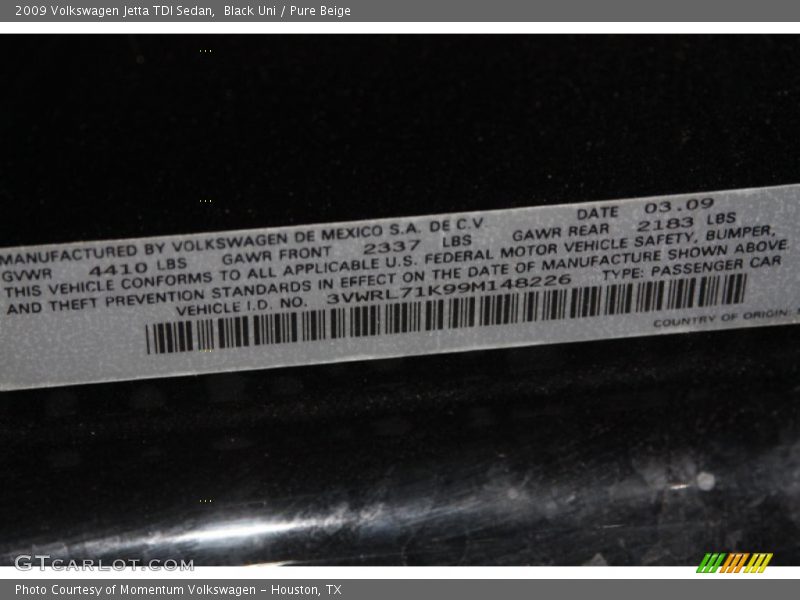 2009 Volkswagen Jetta TDI Sedan,  Black Uni / Pure Beige
MANUFACTURED BY VOLKSWAGEN DE MEXICO S.A. DE C.V DATE 03.09
GVWR 4410 LBS GAWR FRONT 2337 LBS GAWR REAR 2183 LBS
THIS VEHICLE CONFORMS TO ALL APPLICABLE U.S. FEDERAL MOTOR VEHICLE SAFETY, BUMPER,
AND THEFT PREVENTION STANDARDS IN EFFECT ON THE DATE OF MANUFACTURE SHOWN ABOVE.
VEHICLE I.D. NO. 3VWRL71K99M148226 TYPE: PASSENGER CAR
COUNTRY OF ORIGIN:
GTCARLOT.COM
Photo Courtesy of Momentum Volkswagen - Houston, TX